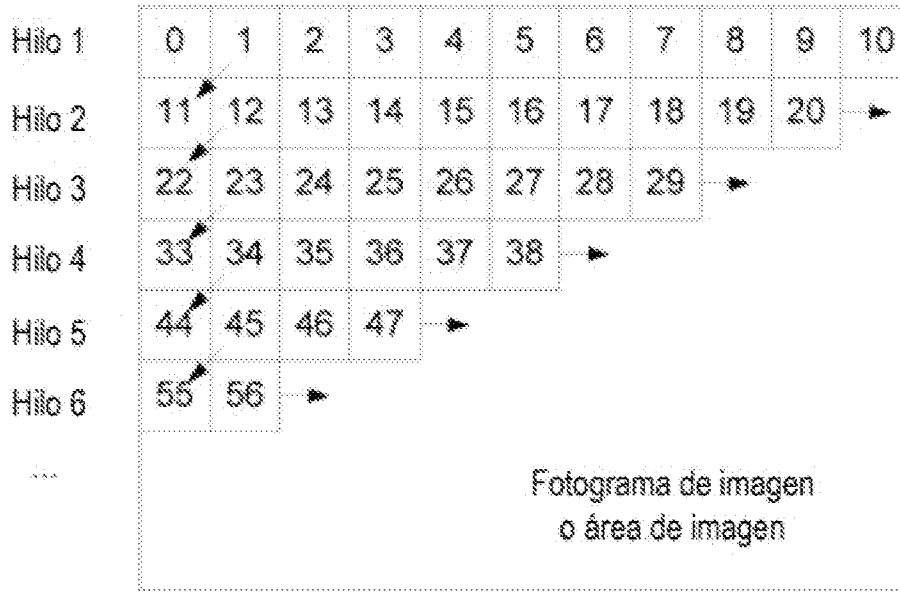 Hilo 1 0 1 2 3 4 5 6 7 8 9 10
Hilo 2 11 12 13 14 15 16 17 18 19 20
Hilo 3 22 23 24 25 26 27 28 29
Hilo 4 33 34 35 36 37 38
Hilo 5 44 45 46 47
Hilo 6 55 56
...
Fotograma de imagen
o área de imagen